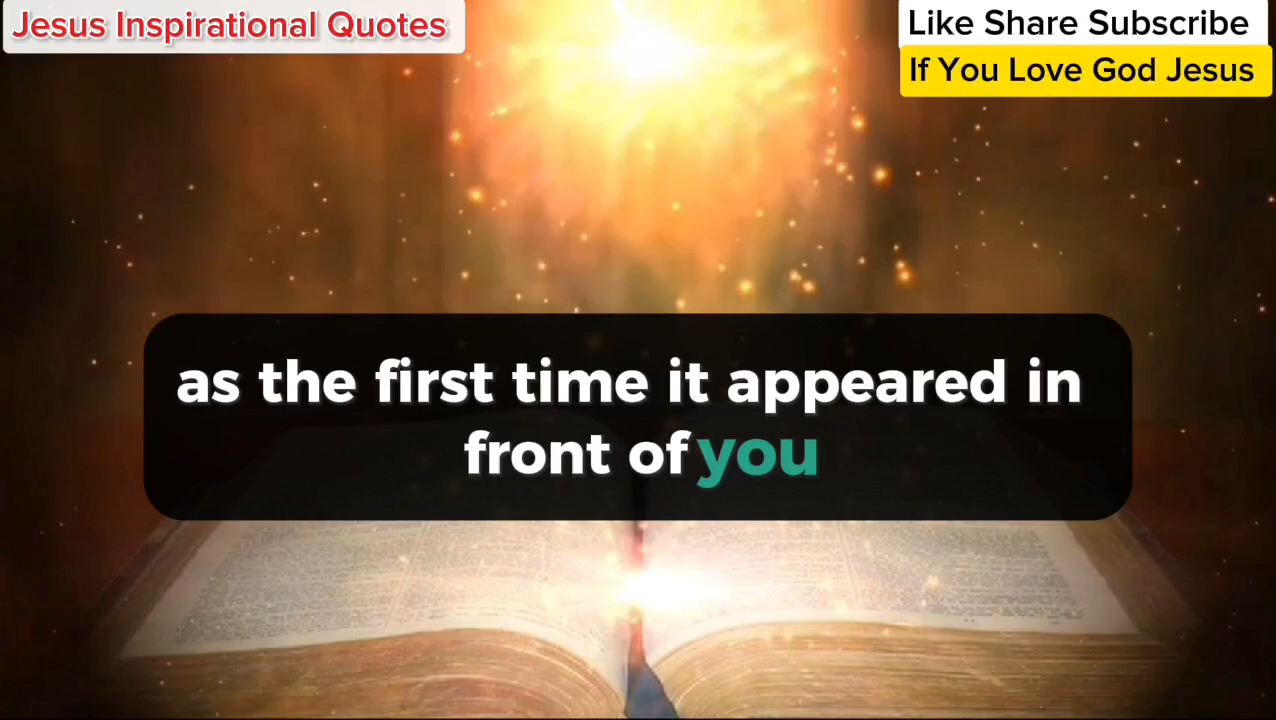 Jesus Inspirational Quotes
Like Share Subscribe
If You Love God Jesus
as the first time it appeared in
front of you